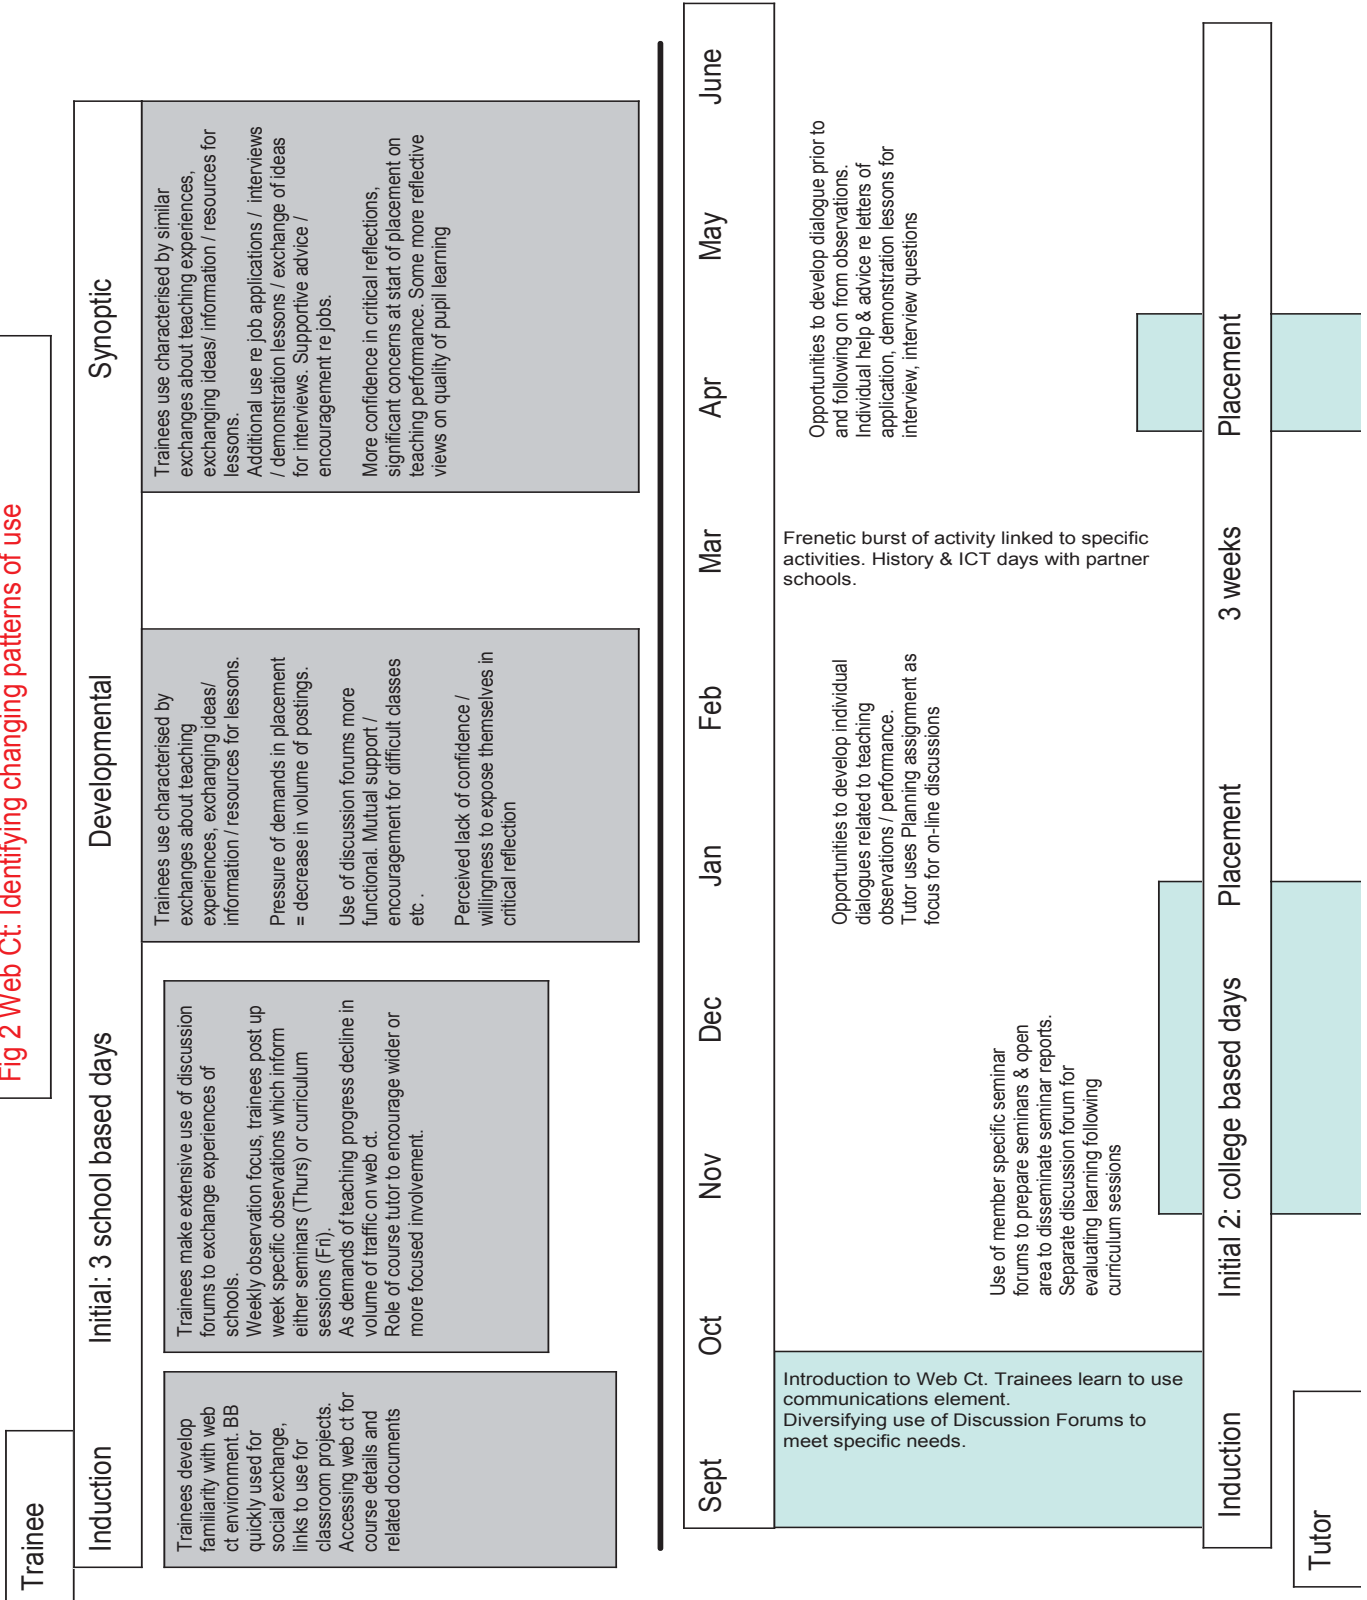 Fig 2 Web Ct: Identifying changing patterns of use
Trainee
Induction Initial: 3 school based days Developmental Synoptic
Trainees develop
familiarity with web
ct environment. BB
quickly used for
social exchange,
links to use for
classroom projects.
Accessing web ct for
course details and
related documents
Trainees make extensive use of discussion
forums to exchange experiences of
schools.
Weekly observation focus, trainees post up
week specific observations which inform
either seminars (Thurs) or curriculum
sessions (Fri).
As demands of teaching progress decline in
volume of traffic on web ct.
Role of course tutor to encourage wider or
more focused involvement.
Trainees use characterised by
exchanges about teaching
experiences, exchanging ideas/
information / resources for lessons.
Pressure of demands in placement
= decrease in volume of postings.
Use of discussion forums more
functional. Mutual support /
encouragement for difficult classes
etc .
Perceived lack of confidence /
willingness to expose themselves in
critical reflection
Trainees use characterised by similar
exchanges about teaching experiences,
exchanging ideas/ information / resources for
lessons.
Additional use re job applications / interviews
/ demonstration lessons / exchange of ideas
for interviews. Supportive advice /
encouragement re jobs.
More confidence in critical reflections,
significant concerns at start of placement on
teaching performance. Some more reflective
views on quality of pupil learning
Sept Oct Nov Dec Jan Feb Mar Apr May June
Introduction to Web Ct. Trainees learn to use
communications element.
Diversifying use of Discussion Forums to
meet specific needs.
Use of member specific seminar
forums to prepare seminars & open
area to disseminate seminar reports.
Separate discussion forum for
evaluating learning following
curriculum sessions
Opportunities to develop individual
dialogues related to teaching
observations / performance.
Tutor uses Planning assignment as
focus for on-line discussions
Frenetic burst of activity linked to specific
activities. History & ICT days with partner
schools.
Opportunities to develop dialogue prior to
and following on from observations.
Individual help & advice re letters of
application, demonstration lessons for
interview, interview questions
Induction Initial 2: college based days Placement 3 weeks Placement
Tutor